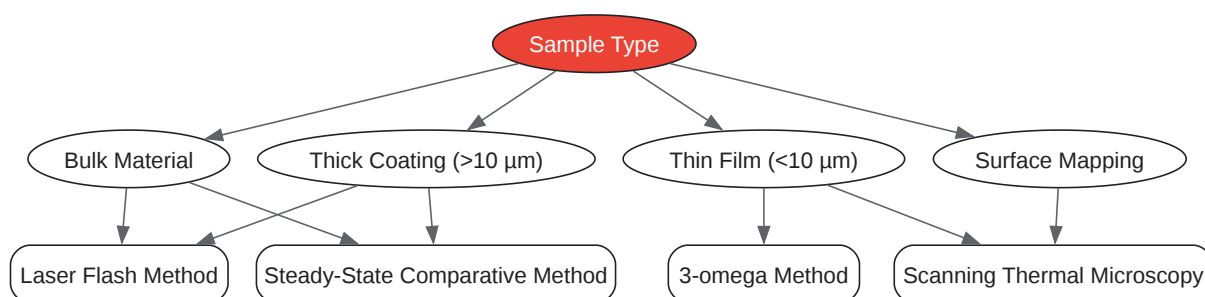 Sample Type
Bulk Material
Thick Coating (>10 µm)
Thin Film (<10 µm)
Surface Mapping
Laser Flash Method
Steady-State Comparative Method
3-omega Method
Scanning Thermal Microscopy